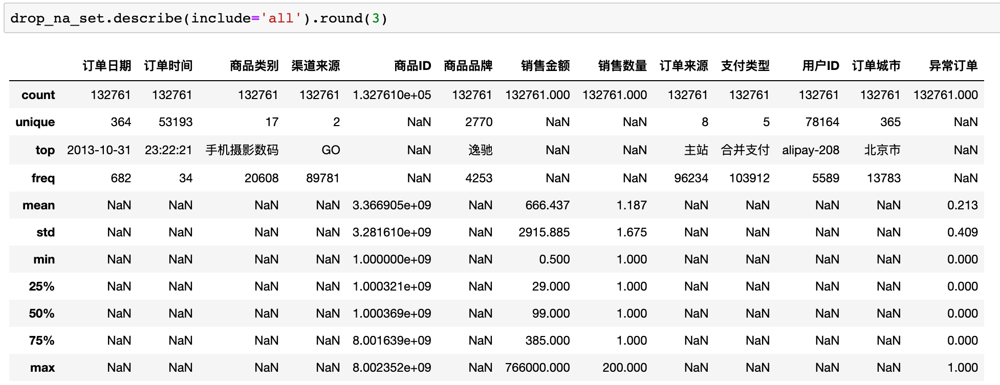 drop_na_set.describe(include='all').round(3)
订单日期 订单时间 商品类别 渠道来源 商品ID 商品品牌 销售金额 销售数量 订单来源 支付类型 用户ID 订单城市 异常订单
count 132761 132761 132761 132761 1.327610e+05 132761 132761.000 132761.000 132761 132761 132761 132761 132761.000
unique 364 53193 17 2 NaN 2770 NaN NaN 8 5 78164 365 NaN
top 2013-10-31 23:22:21 手机摄影数码 GO NaN 逸驰 NaN NaN 主站 合并支付 alipay-208 北京市 NaN
freq 682 34 20608 89781 NaN 4253 NaN NaN 96234 103912 5589 13783 NaN
mean NaN NaN NaN NaN 3.366905e+09 NaN 666.437 1.187 NaN NaN NaN NaN 0.213
std NaN NaN NaN NaN 3.281610e+09 NaN 2915.885 1.675 NaN NaN NaN NaN 0.409
min NaN NaN NaN NaN 1.000000e+09 NaN 0.500 1.000 NaN NaN NaN NaN 0.000
25% NaN NaN NaN NaN 1.000321e+09 NaN 29.000 1.000 NaN NaN NaN NaN 0.000
50% NaN NaN NaN NaN 1.000369e+09 NaN 99.000 1.000 NaN NaN NaN NaN 0.000
75% NaN NaN NaN NaN 8.001639e+09 NaN 385.000 1.000 NaN NaN NaN NaN 0.000
max NaN NaN NaN NaN 8.002352e+09 NaN 766000.000 200.000 NaN NaN NaN NaN 1.000